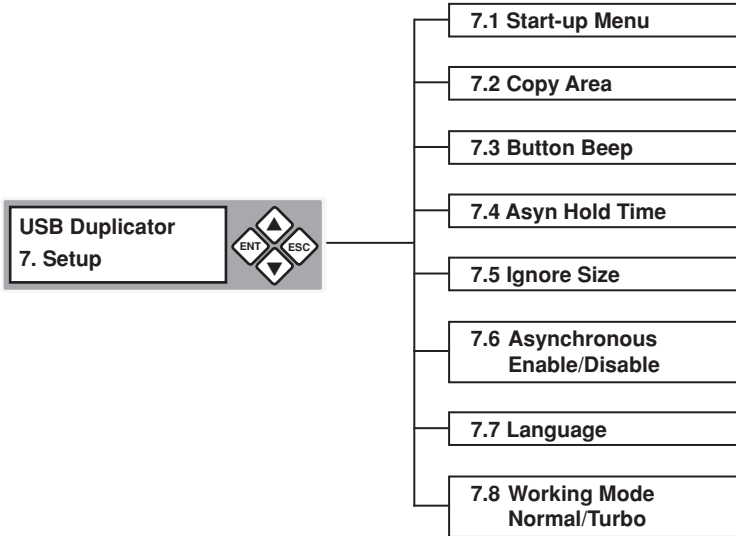 USB Duplicator
7. Setup
ENT
ESC
7.1 Start-up Menu
7.2 Copy Area
7.3 Button Beep
7.4 Asyn Hold Time
7.5 Ignore Size
7.6 Asynchronous
Enable/Disable
7.7 Language
7.8 Working Mode
Normal/Turbo